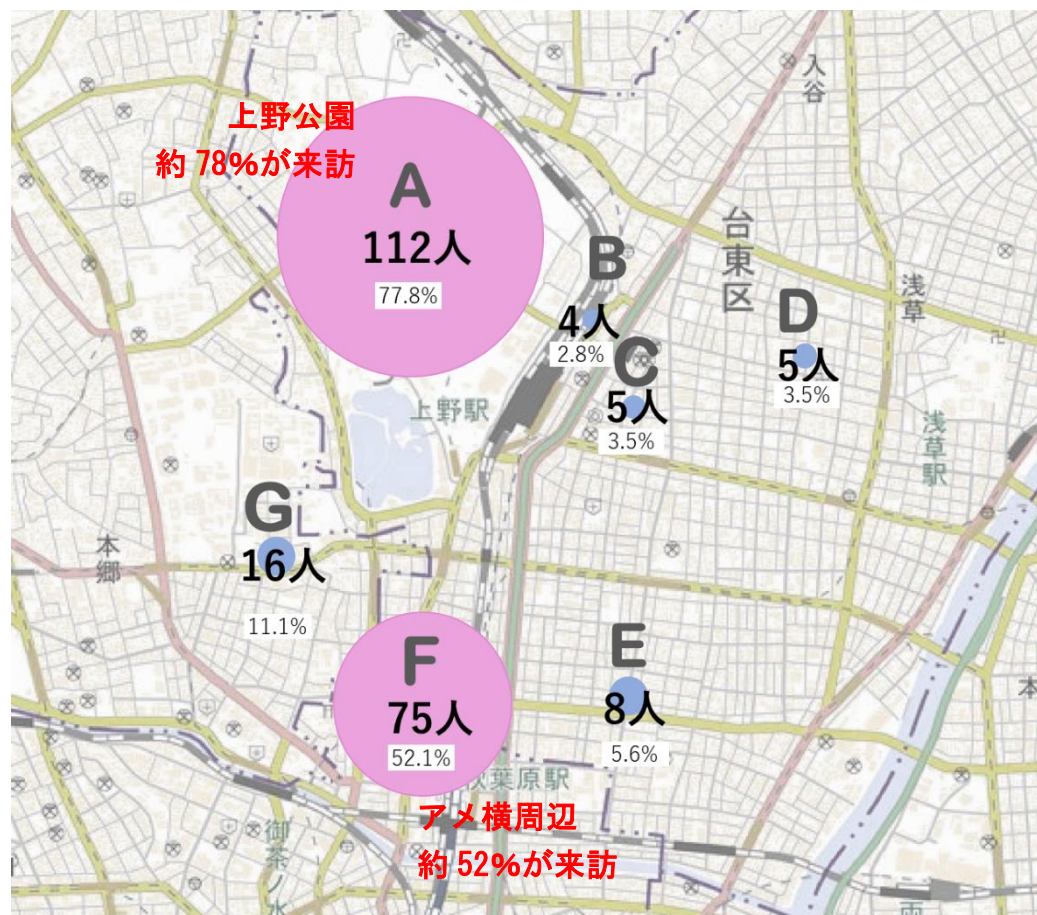 入谷
上野公園
約 78%が来訪
A
112人
77.8%
台東区
B
4人
2.8%
浅草
D
5人
3.5%
C
5人
3.5%
上野駅
浅草駅
G
16人
11.1%
本郷
F
75人
52.1%
E
8人
5.6%
本
秋葉原駅
アメ横周辺
約 52%が来訪
御茶ノ水
両